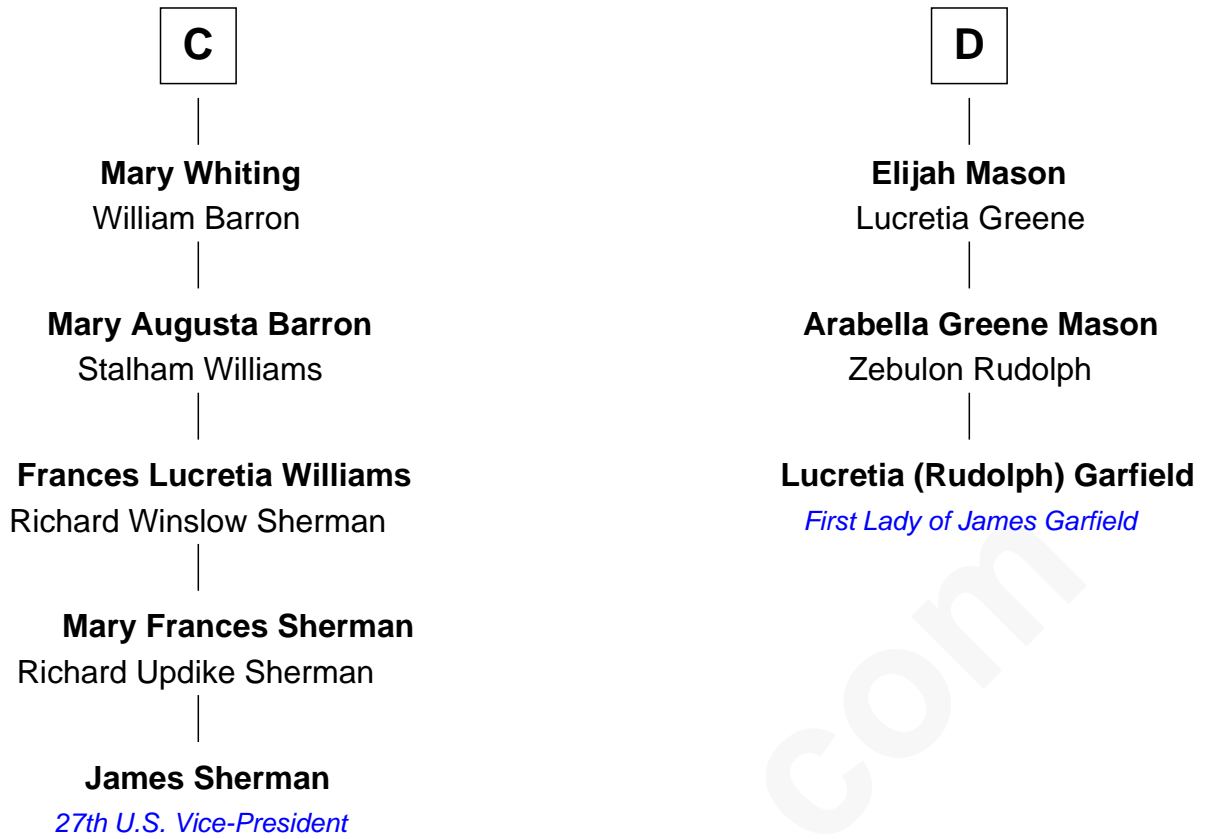 C
Mary Whiting
William Barron
Mary Augusta Barron
Stalham Williams
Frances Lucretia Williams
Richard Winslow Sherman
Mary Frances Sherman
Richard Updike Sherman
James Sherman
27th U.S. Vice-President
D
Elijah Mason
Lucretia Greene
Arabella Greene Mason
Zebulon Rudolph
Lucretia (Rudolph) Garfield
First Lady of James Garfield
com